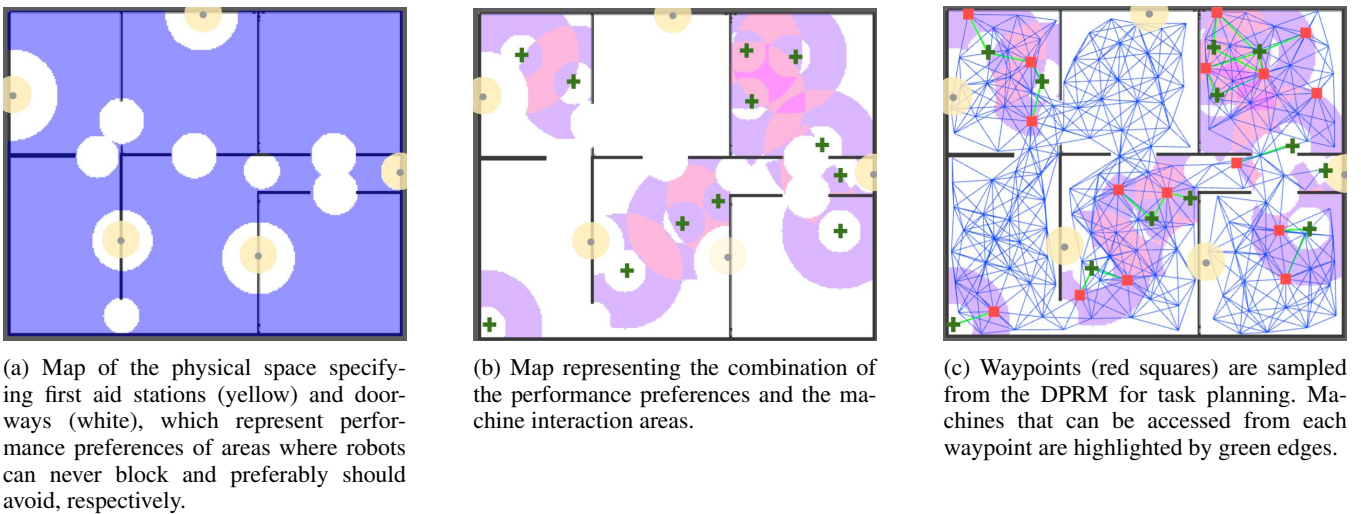 (a) Map of the physical space specify-
ing first aid stations (yellow) and door-
ways (white), which represent perfor-
mance preferences of areas where robots
can never block and preferably should
avoid, respectively.
(b) Map representing the combination of
the performance preferences and the ma-
chine interaction areas.
(c) Waypoints (red squares) are sampled
from the DPRM for task planning. Ma-
chines that can be accessed from each
waypoint are highlighted by green edges.